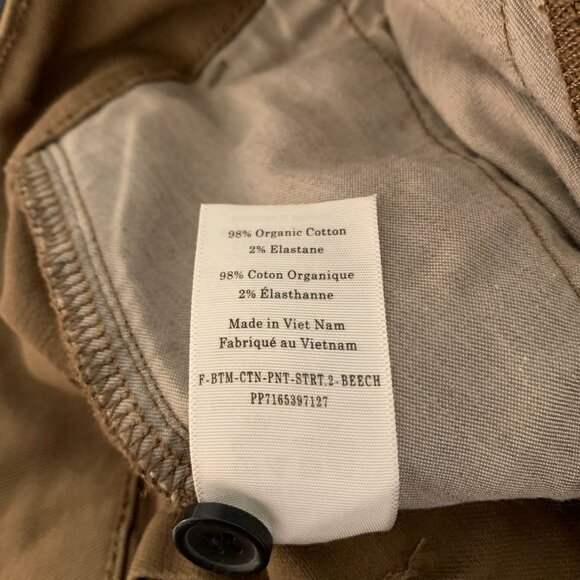 98% Organic Cotton
2% Elastane
98% Coton Organique
2% Élasthanne
Made in Viet Nam
Fabriqué au Vietnam
F-BTM-CTN-PNT-STRT.2-BEECH
PP7165397127